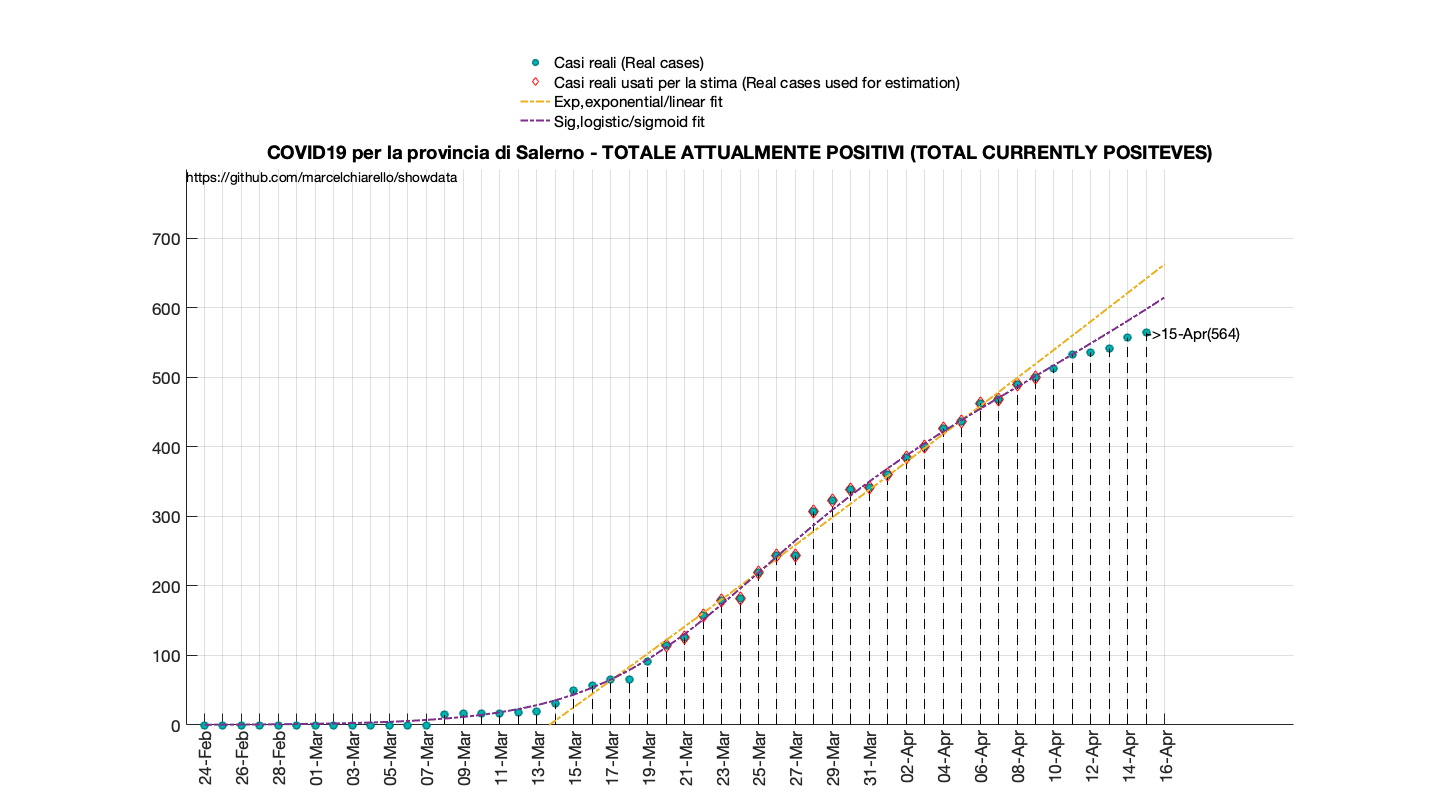 Casi reali (Real cases)
Casi reali usati per la stima (Real cases used for estimation)
Exp,exponential/linear fit
Sig,logistic/sigmoid fit
COVID19 per la provincia di Salerno - TOTALE ATTUALMENTE POSITIVI (TOTAL CURRENTLY POSITEVES)
https://github.com/marcelchiarello/showdata
700
600
->15-Apr(564)
500
400
300
200
100
0
24-Feb
26-Feb
28-Feb
01-Mar
03-Mar
05-Mar
07-Mar
09-Mar
11-Mar
13-Mar
15-Mar
17-Mar
19-Mar
21-Mar
23-Mar
25-Mar
27-Mar
29-Mar
31-Mar
02-Apr
04-Apr
06-Apr
08-Apr
10-Apr
12-Apr
14-Apr
16-Apr